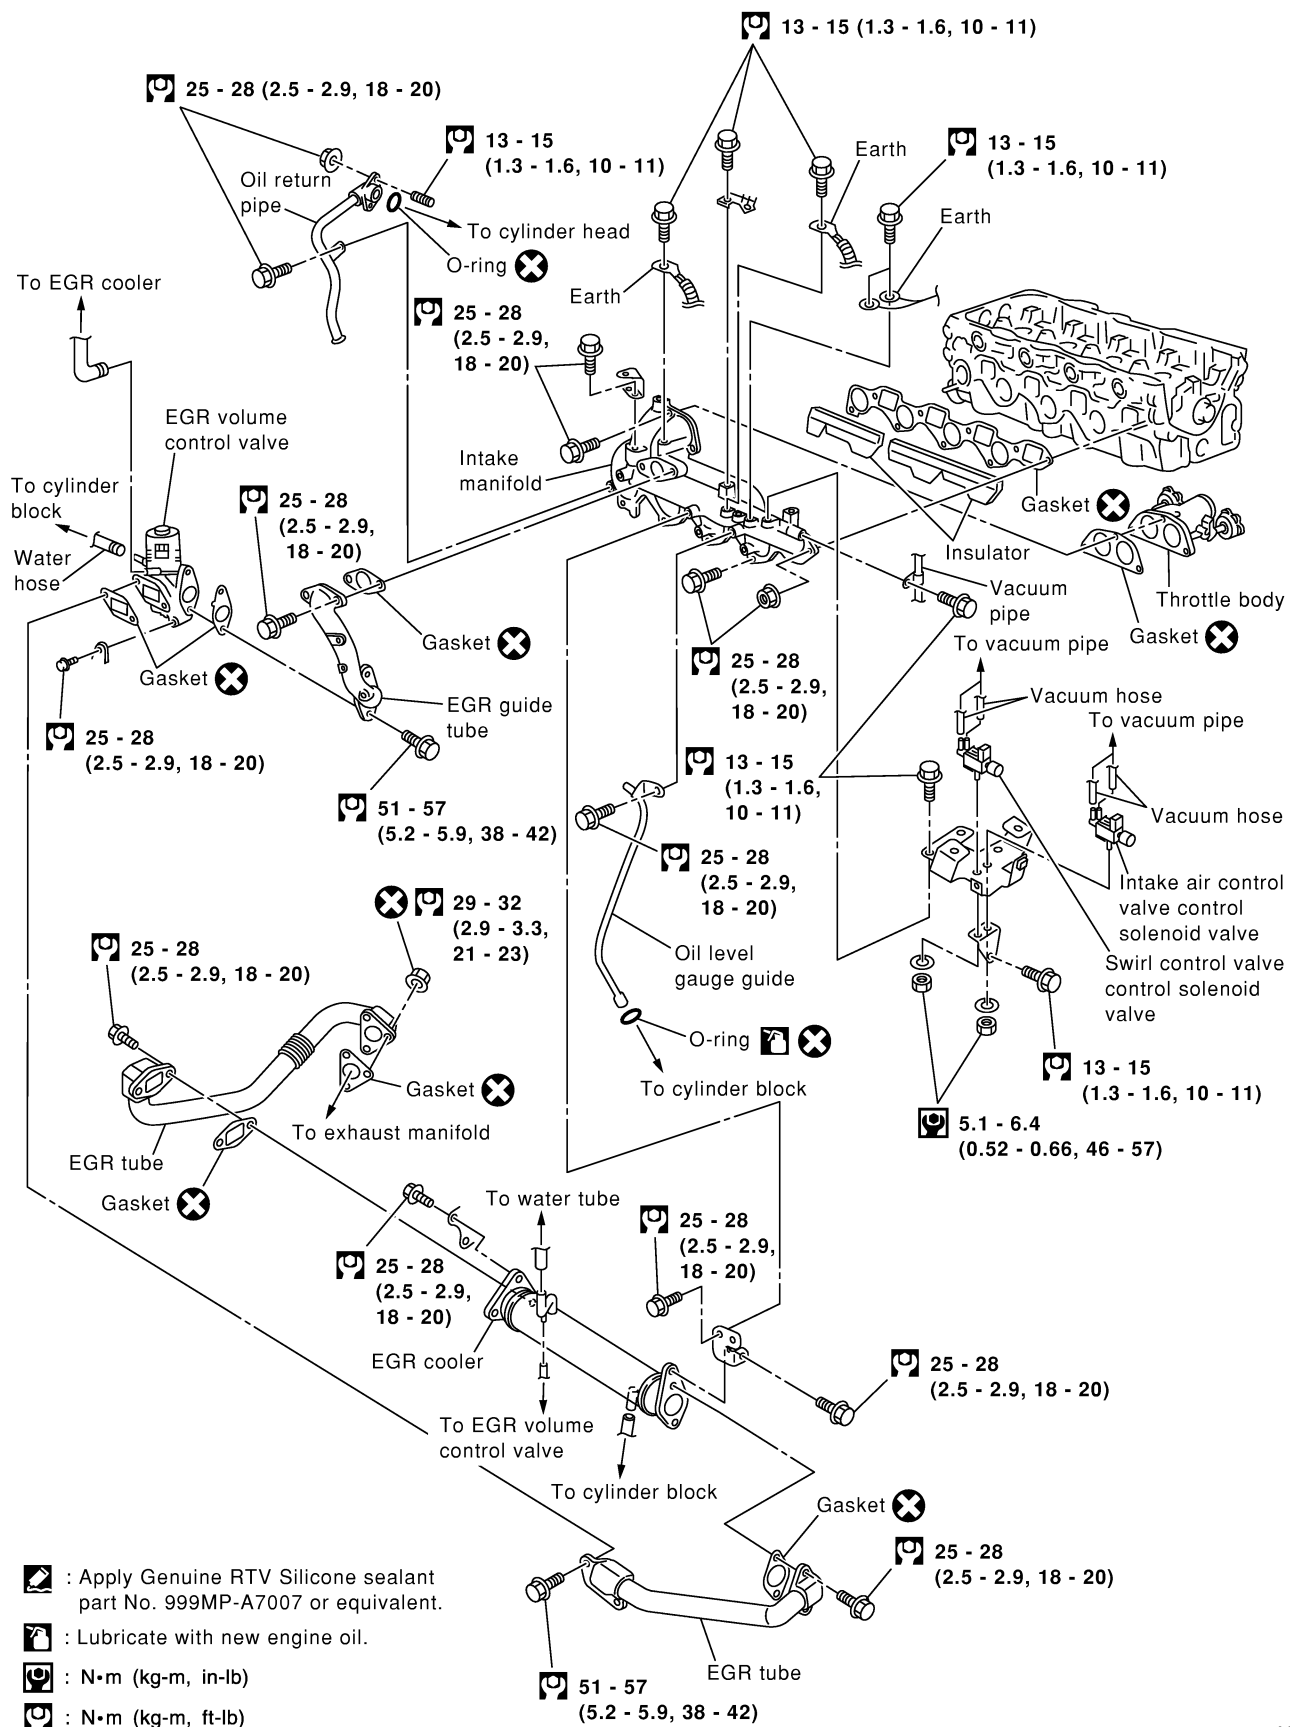 13 - 15 (1.3 - 1.6, 10 - 11)
25 - 28 (2.5 - 2.9, 18 - 20)
13 - 15
(1.3 - 1.6, 10 - 11)
Earth
13 - 15
(1.3 - 1.6, 10 - 11)
Oil return
pipe
To cylinder head
O-ring
Earth
Earth
To EGR cooler
25 - 28
(2.5 - 2.9,
18 - 20)
EGR volume
control valve
Intake
manifold
To cylinder
block
Water
hose
25 - 28
(2.5 - 2.9,
18 - 20)
Gasket
Insulator
Vacuum
pipe
Throttle body
Gasket
Gasket
Gasket
EGR guide
tube
25 - 28
(2.5 - 2.9, 18 - 20)
51 - 57
(5.2 - 5.9, 38 - 42)
25 - 28
(2.5 - 2.9,
18 - 20)
To vacuum pipe
Vacuum hose
To vacuum pipe
Vacuum hose
13 - 15
(1.3 - 1.6,
10 - 11)
25 - 28
(2.5 - 2.9,
18 - 20)
Intake air control
valve control
solenoid valve
Swirl control valve
control solenoid
valve
29 - 32
(2.9 - 3.3,
21 - 23)
25 - 28
(2.5 - 2.9, 18 - 20)
Oil level
gauge guide
O-ring
To cylinder block
13 - 15
(1.3 - 1.6, 10 - 11)
5.1 - 6.4
(0.52 - 0.66, 46 - 57)
Gasket
To exhaust manifold
EGR tube
Gasket
To water tube
25 - 28
(2.5 - 2.9,
18 - 20)
25 - 28
(2.5 - 2.9,
18 - 20)
EGR cooler
25 - 28
(2.5 - 2.9, 18 - 20)
To EGR volume
control valve
To cylinder block
Gasket
25 - 28
(2.5 - 2.9, 18 - 20)
EGR tube
51 - 57
(5.2 - 5.9, 38 - 42)
: Apply Genuine RTV Silicone sealant
part No. 999MP-A7007 or equivalent.
: Lubricate with new engine oil.
: N•m (kg-m, in-lb)
: N•m (kg-m, ft-lb)